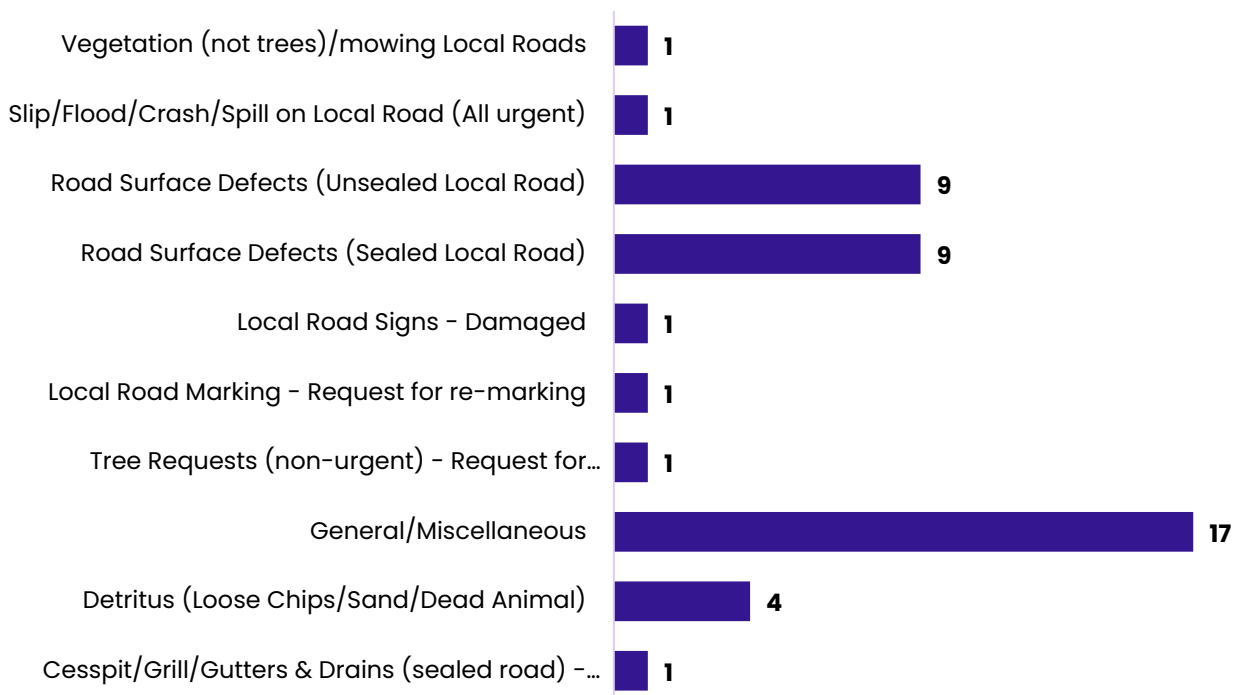 Vegetation (not trees)/mowing Local Roads 1
Slip/Flood/Crash/Spill on Local Road (All urgent) 1
Road Surface Defects (Unsealed Local Road) 9
Road Surface Defects (Sealed Local Road) 9
Local Road Signs - Damaged 1
Local Road Marking - Request for re-marking 1
Tree Requests (non-urgent) - Request for… 1
General/Miscellaneous 17
Detritus (Loose Chips/Sand/Dead Animal) 4
Cesspit/Grill/Gutters & Drains (sealed road) -… 1